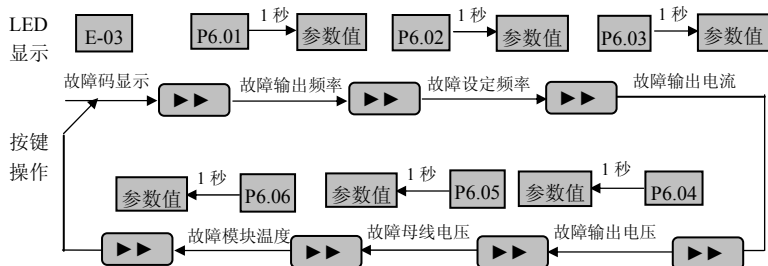 LED
显示
E-03
P6.01
1 秒
参数值
P6.02
1 秒
参数值
P6.03
1 秒
参数值
故障码显示
►►
故障输出频率
►►
故障设定频率
►►
故障输出电流
按键
操作
参数值
1 秒
P6.06
参数值
1 秒
P6.05
参数值
1 秒
P6.04
►►
故障模块温度
►►
故障母线电压
►►
故障输出电压
►►